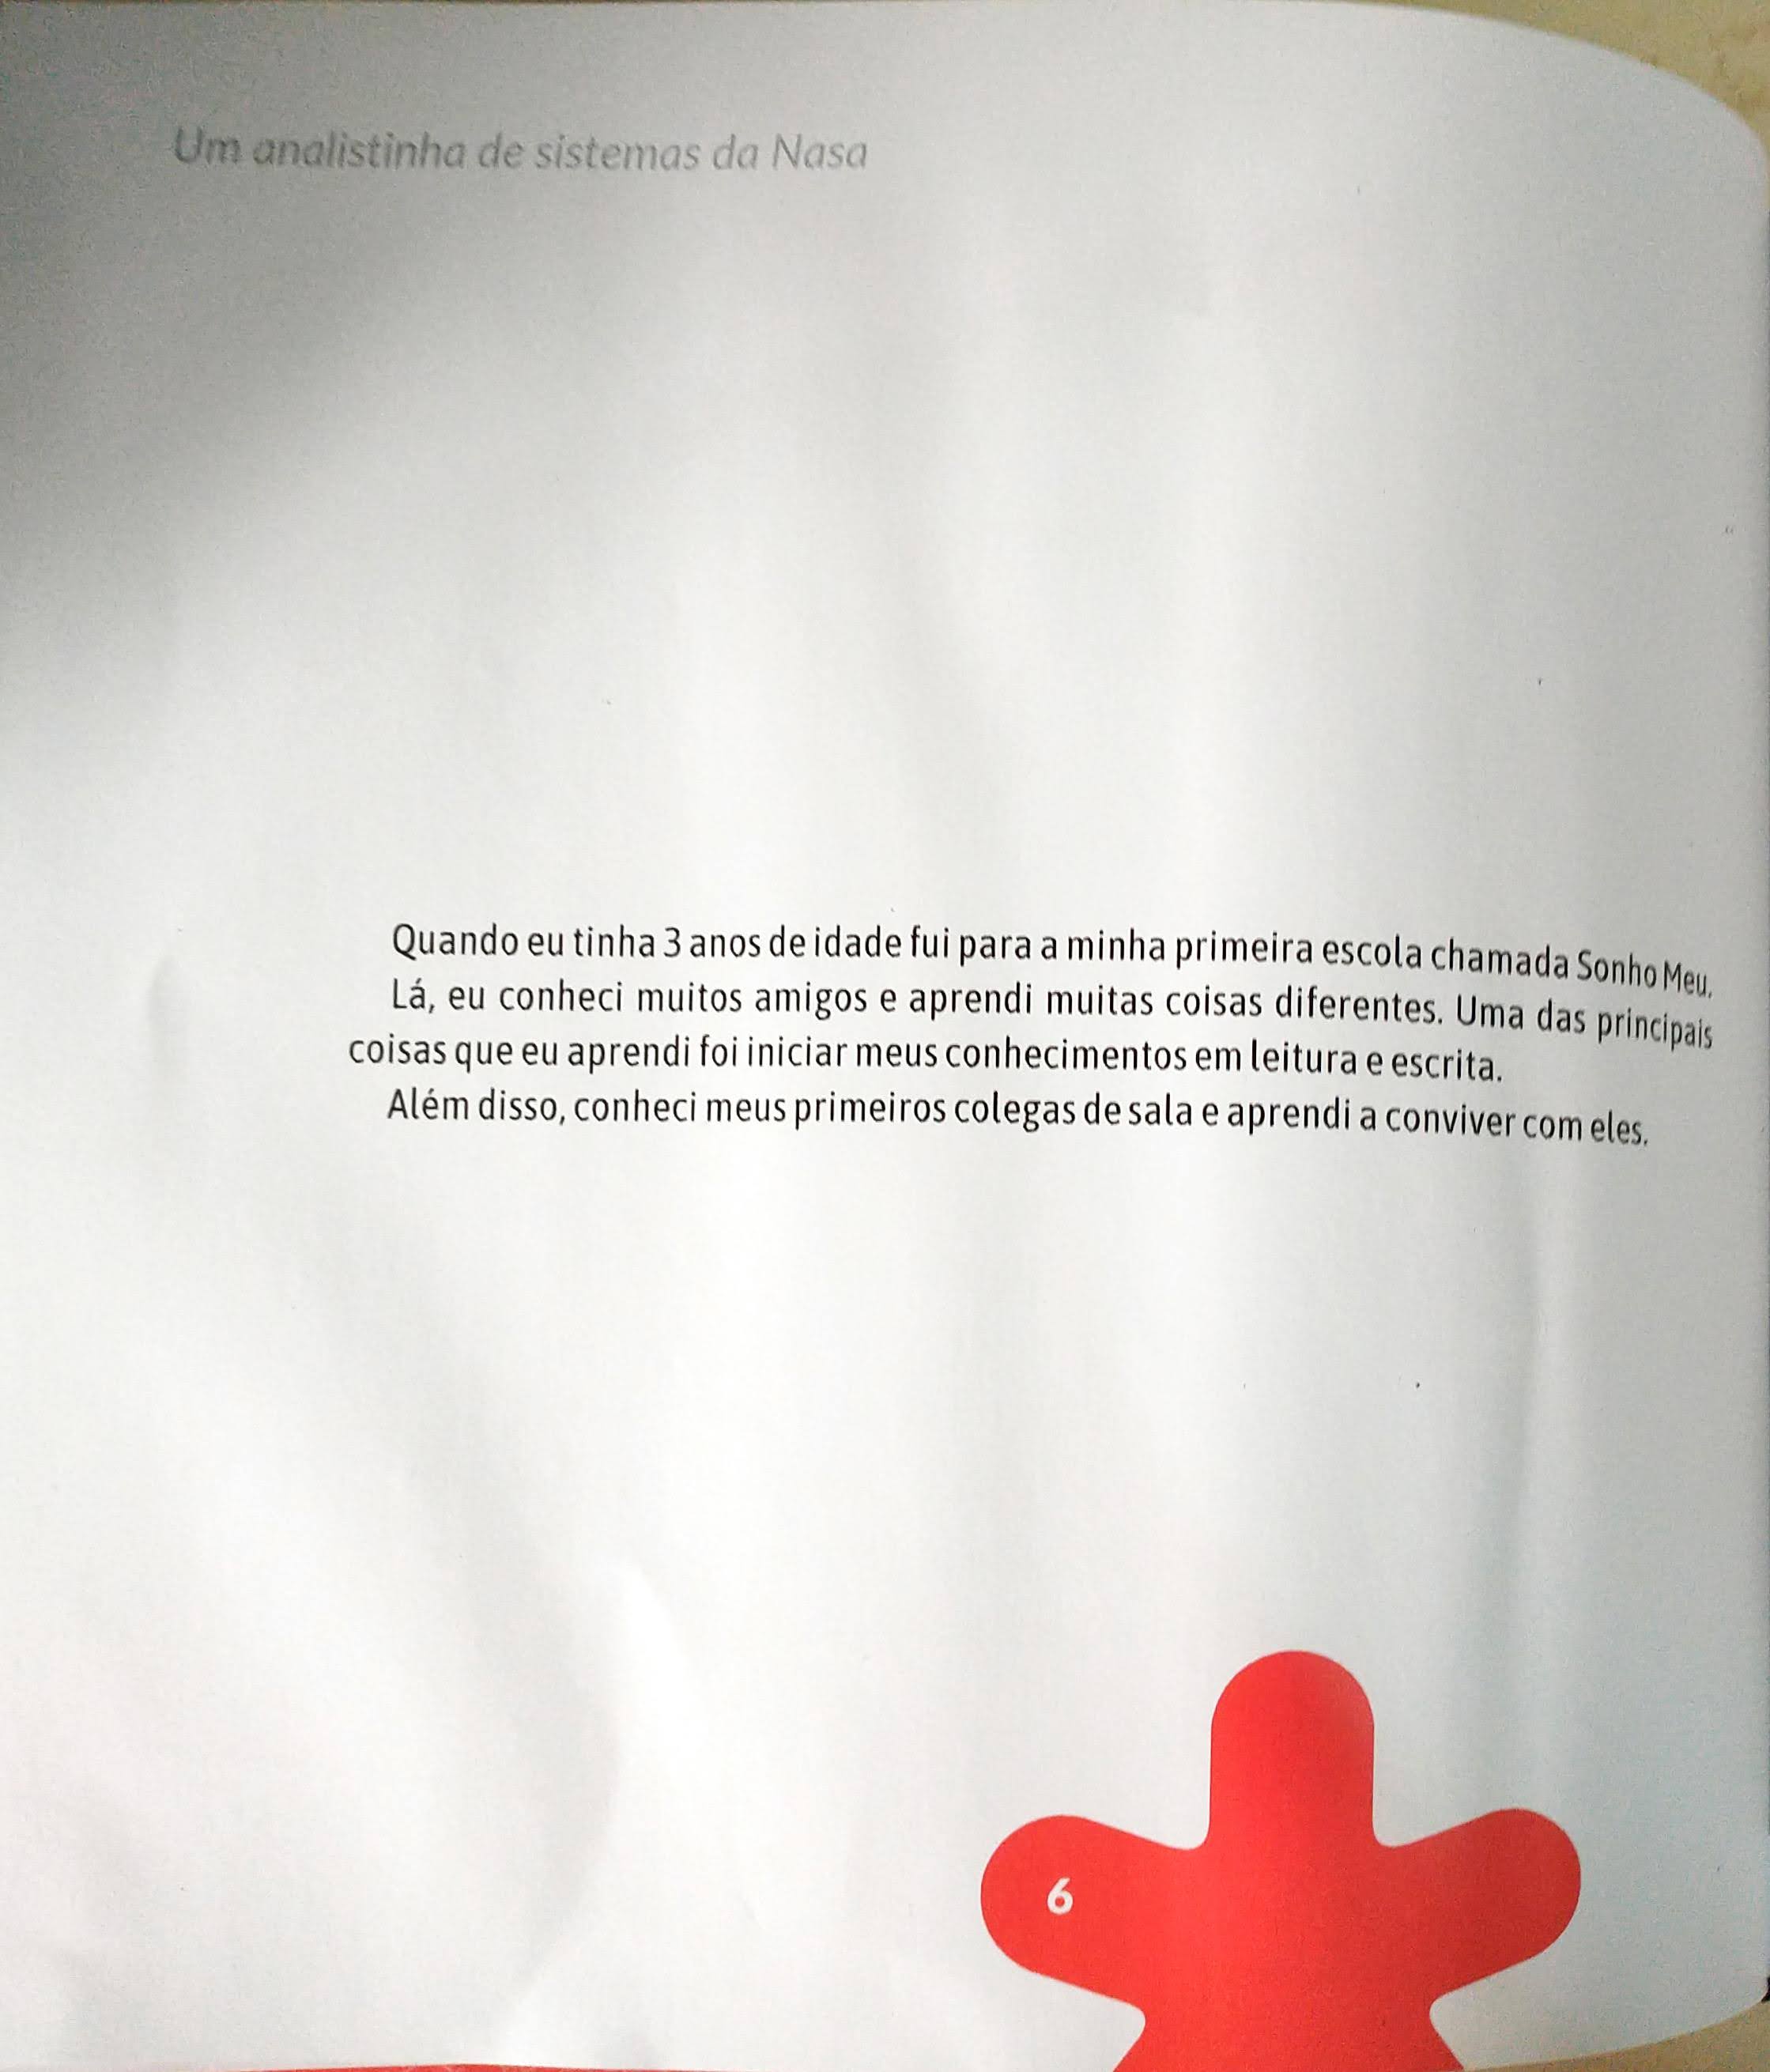 Um analistinha de sistemas da Nasa
Quando eu tinha 3 anos de idade fui para a minha primeira escola chamada Sonho Meu.
Lá, eu conheci muitos amigos e aprendi muitas coisas diferentes. Uma das principais
coisas que eu aprendi foi iniciar meus conhecimentos em leitura e escrita.
Além disso, conheci meus primeiros colegas de sala e aprendi a conviver com eles.
6